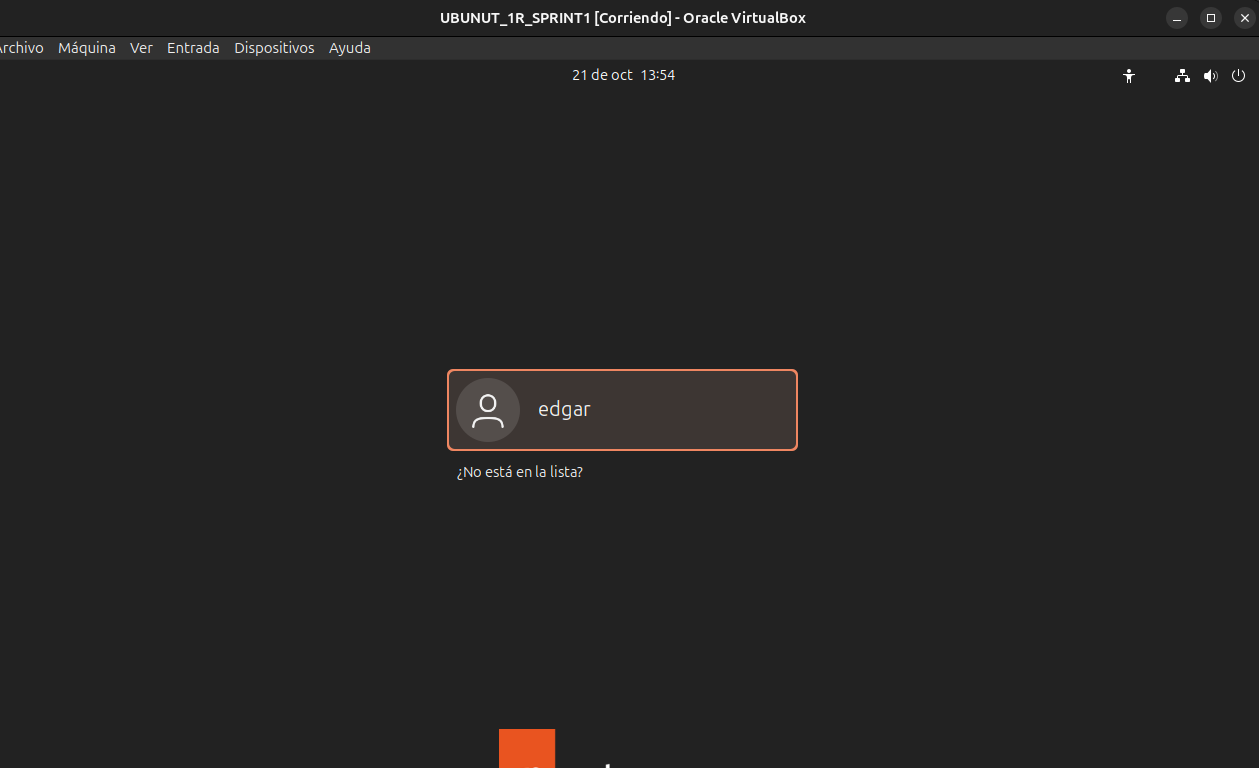 UBUNUT_1R_SPRINT1 [Corriendo] - Oracle VirtualBox
Máquina Ver Entrada Dispositivos Ayuda
21 de oct 13:54
edgar
¿No está en la lista?